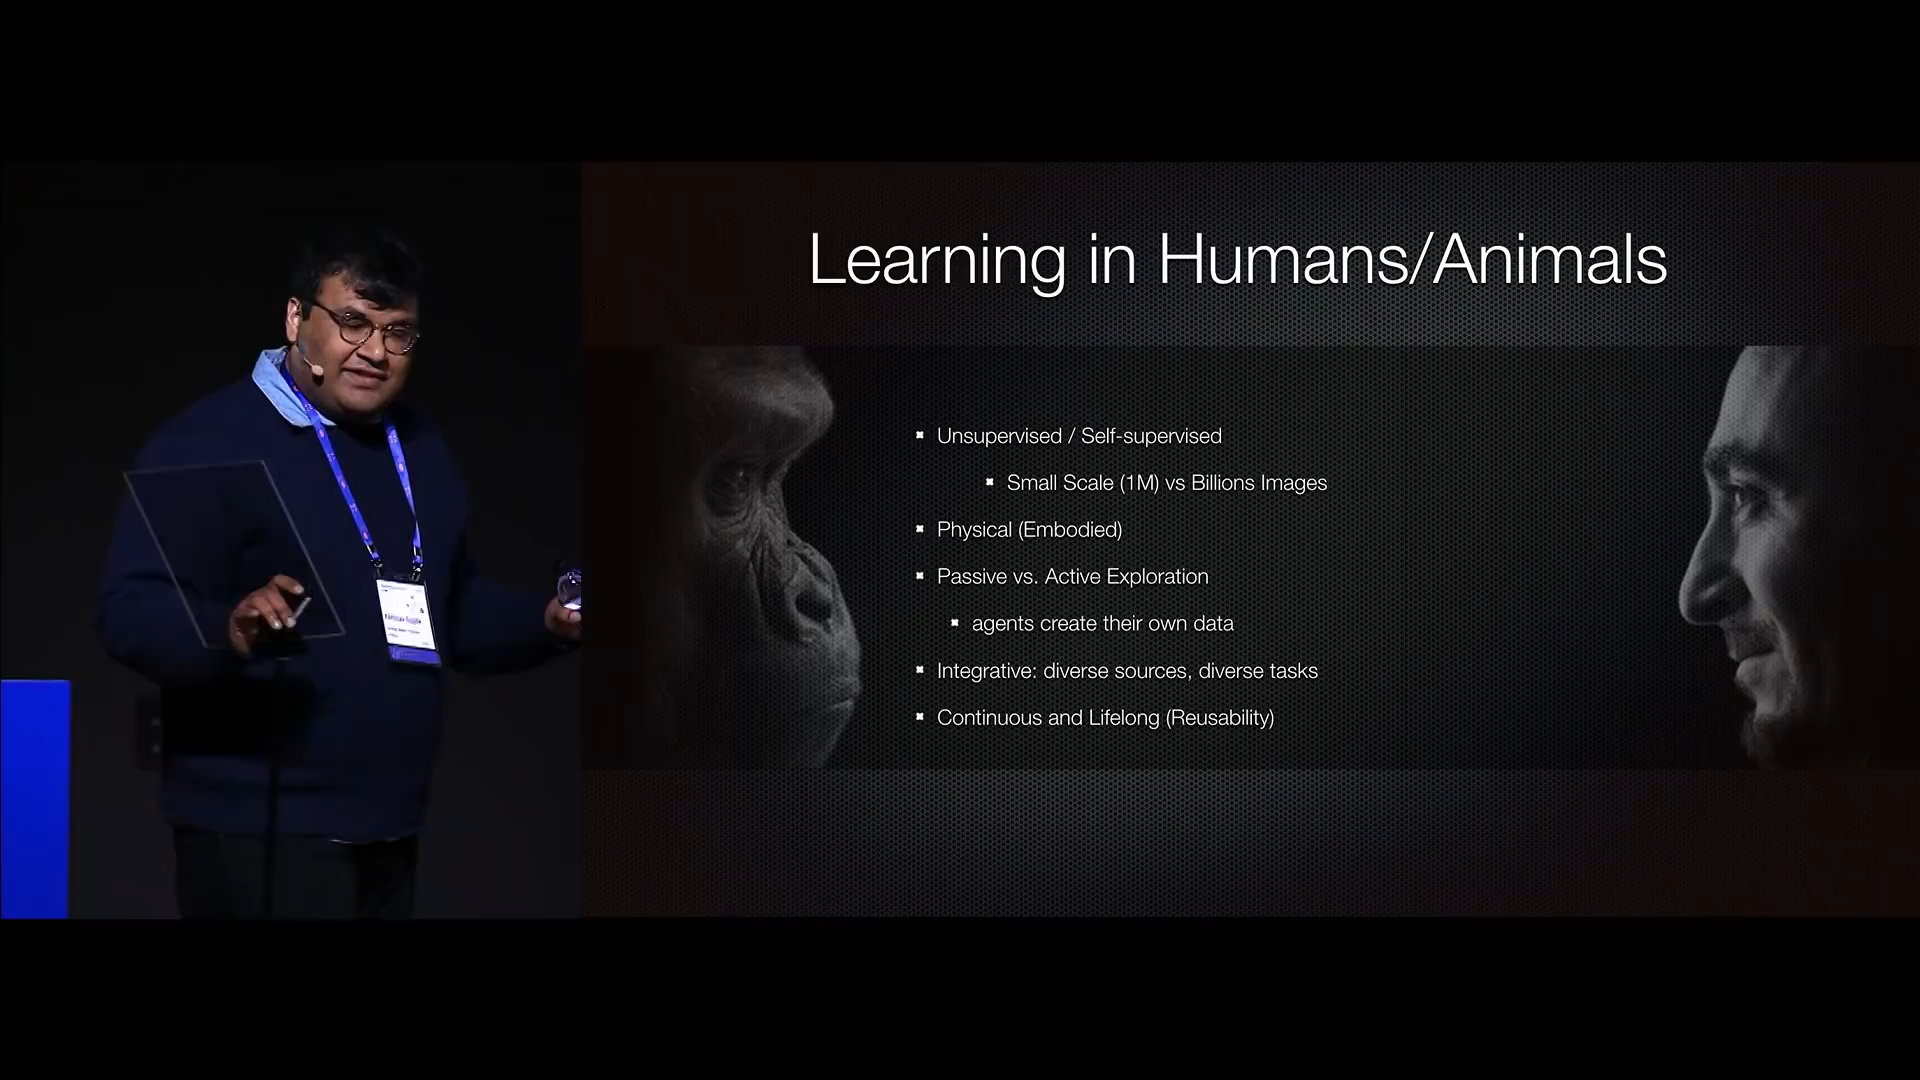 Learning in Humans/Animals
Unsupervised / Self-supervised
Small Scale (1M) vs Billions Images
Physical (Embodied)
Passive vs. Active Exploration
agents create their own data
Integrative: diverse sources, diverse tasks
Continuous and Lifelong (Reusability)